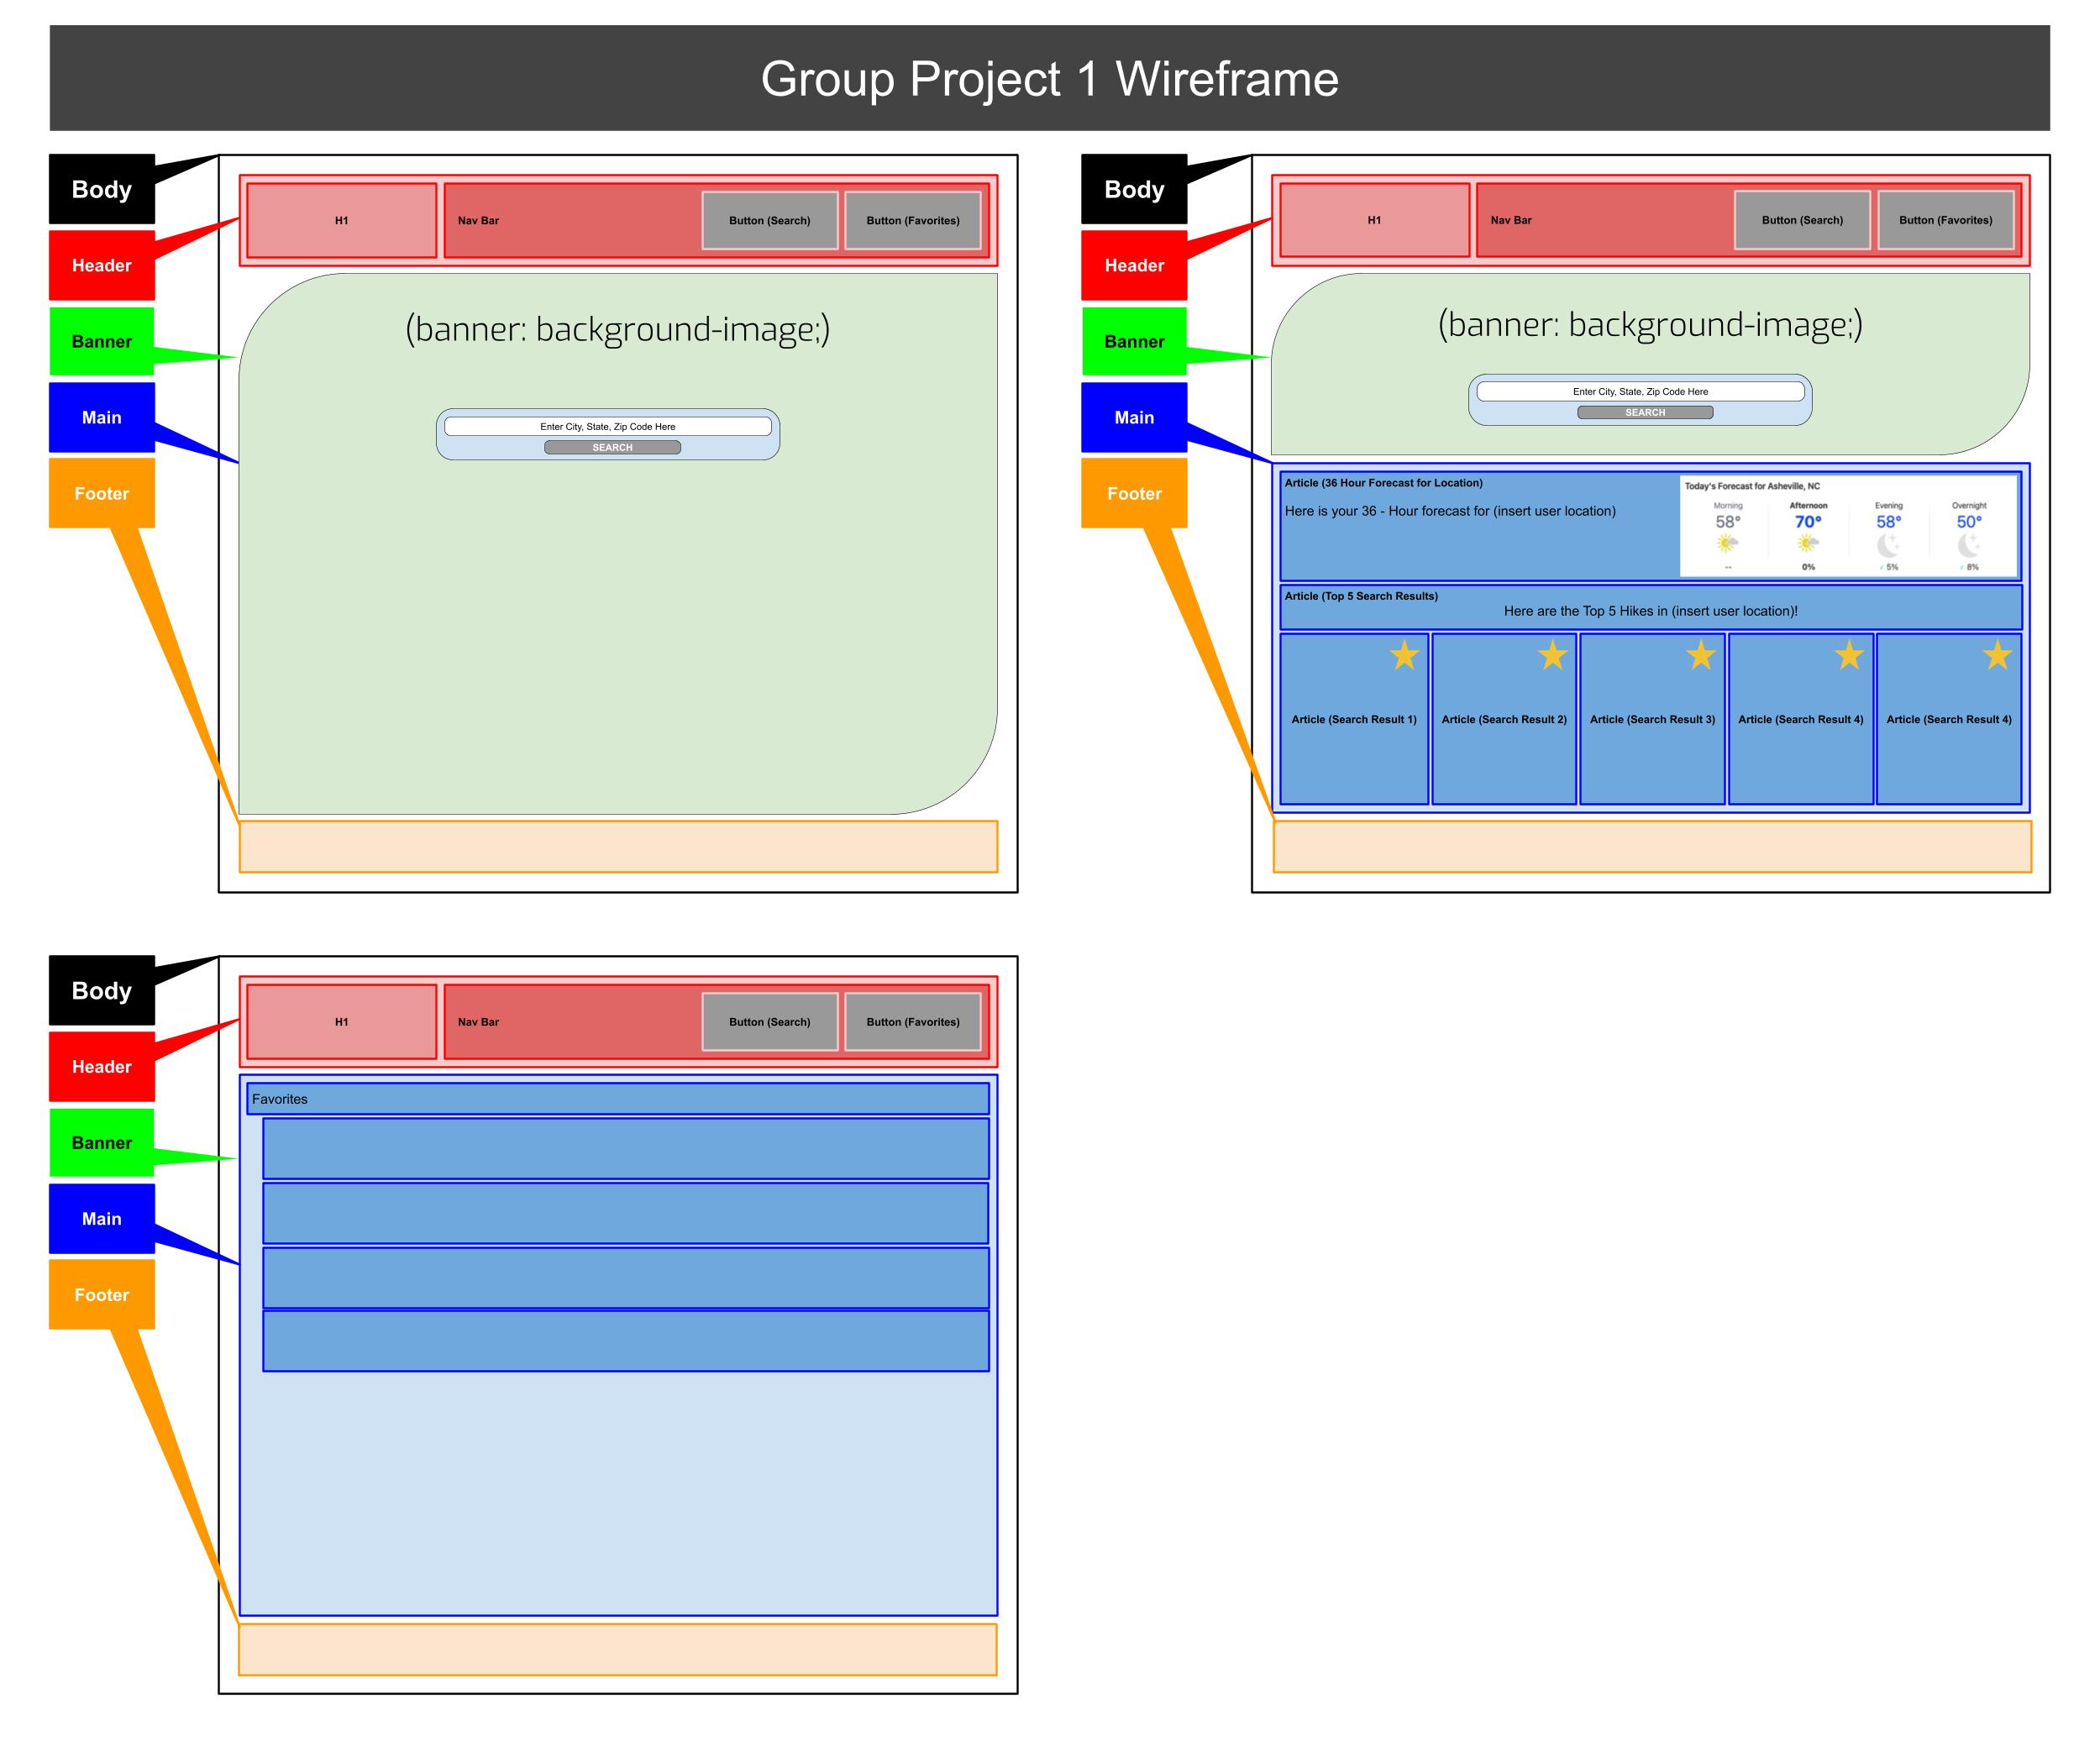 Group Project 1 Wireframe
Body
Header
Banner
Main
Footer
H1
Nav Bar
Button (Search)
Button (Favorites)
(banner: background-image;)
Enter City, State, Zip Code Here
SEARCH
Body
Header
Banner
Main
Footer
H1
Nav Bar
Button (Search)
Button (Favorites)
(banner: background-image;)
Enter City, State, Zip Code Here
SEARCH
Article (36 Hour Forecast for Location)
Here is your 36 - Hour forecast for (insert user location)
Today's Forecast for Asheville, NC
Morning Afternoon Evening Overnight
58° 70° 58° 50°
-- 0% 5% 8%
Article (Top 5 Search Results)
Here are the Top 5 Hikes in (insert user location)!
Article (Search Result 1)
Article (Search Result 2)
Article (Search Result 3)
Article (Search Result 4)
Article (Search Result 4)
Body
Header
Banner
Main
Footer
H1
Nav Bar
Button (Search)
Button (Favorites)
Favorites